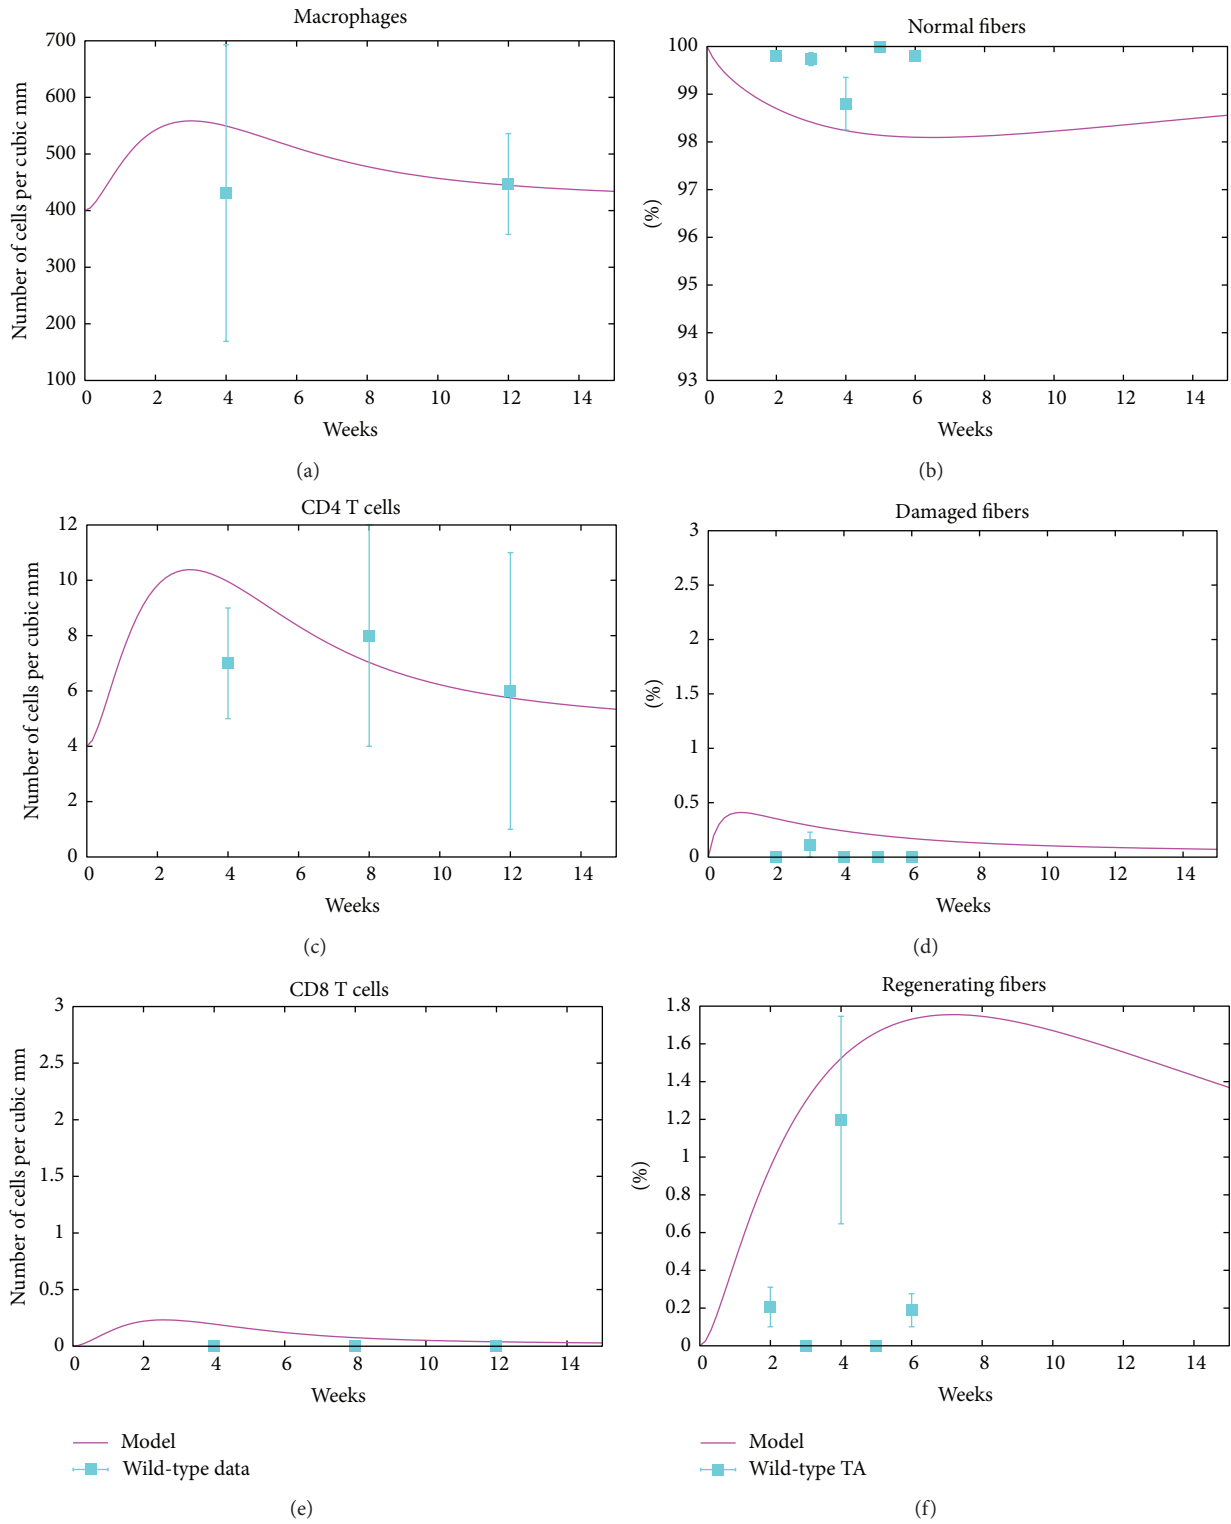 Macrophages
700
600
500
400
300
200
100
0 2 4 6 8 10 12 14
Number of cells per cubic mm
Weeks
(a)
Normal fibers
100
99
98
97
96
95
94
93
0 2 4 6 8 10 12 14
(%)
Weeks
(b)
CD4 T cells
12
10
8
6
4
2
0
0 2 4 6 8 10 12 14
Number of cells per cubic mm
Weeks
(c)
Damaged fibers
3
2.5
2
1.5
1
0.5
0
0 2 4 6 8 10 12 14
(%)
Weeks
(d)
CD8 T cells
3
2.5
2
1.5
1
0.5
0
0 2 4 6 8 10 12 14
Number of cells per cubic mm
Weeks
Model
Wild-type data
(e)
Regenerating fibers
1.8
1.6
1.4
1.2
1
0.8
0.6
0.4
0.2
0
0 2 4 6 8 10 12 14
(%)
Weeks
Model
Wild-type TA
(f)